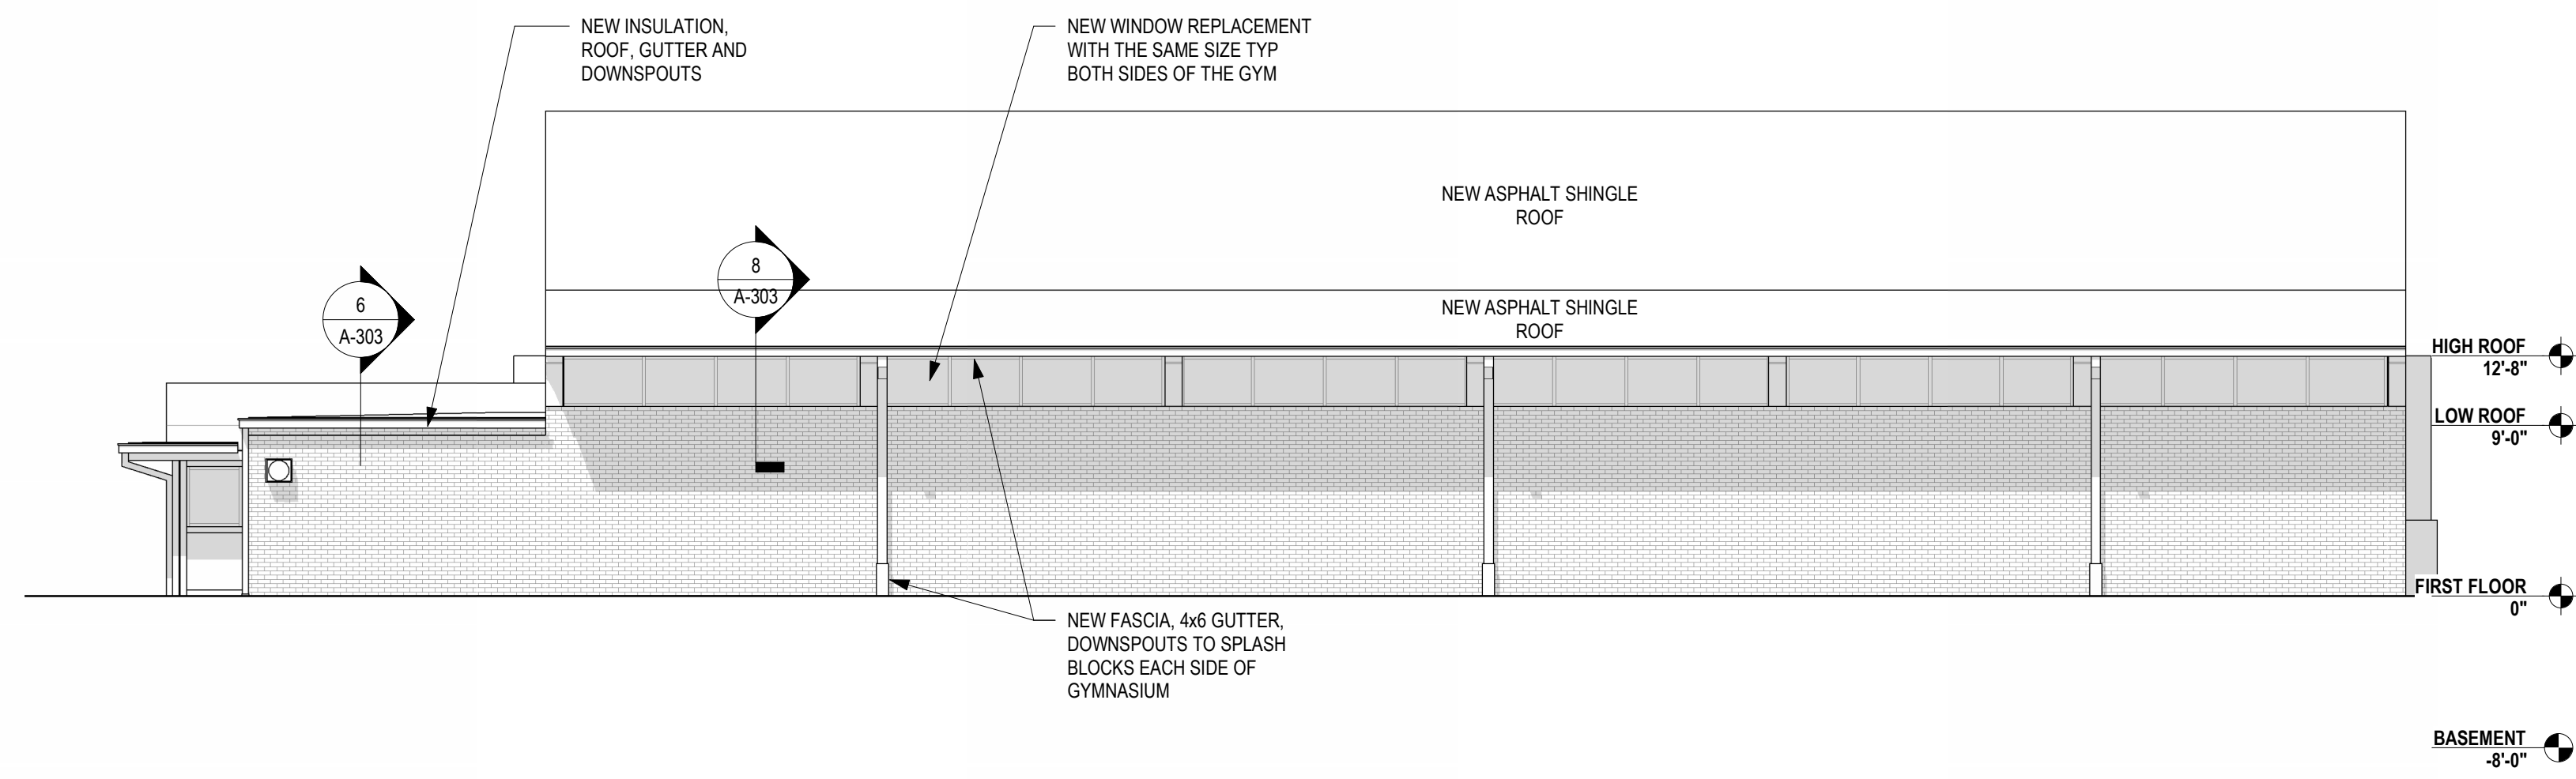 NEW INSULATION,
ROOF, GUTTER AND
DOWNSPOUTS
NEW WINDOW REPLACEMENT
WITH THE SAME SIZE TYP
BOTH SIDES OF THE GYM
NEW ASPHALT SHINGLE
ROOF
NEW ASPHALT SHINGLE
ROOF
6
A-303
8
A-303
HIGH ROOF
12'-8"
LOW ROOF
9'-0"
FIRST FLOOR
0"
NEW FASCIA, 4x6 GUTTER,
DOWNSPOUTS TO SPLASH
BLOCKS EACH SIDE OF
GYMNASIUM
BASEMENT
-8'-0"